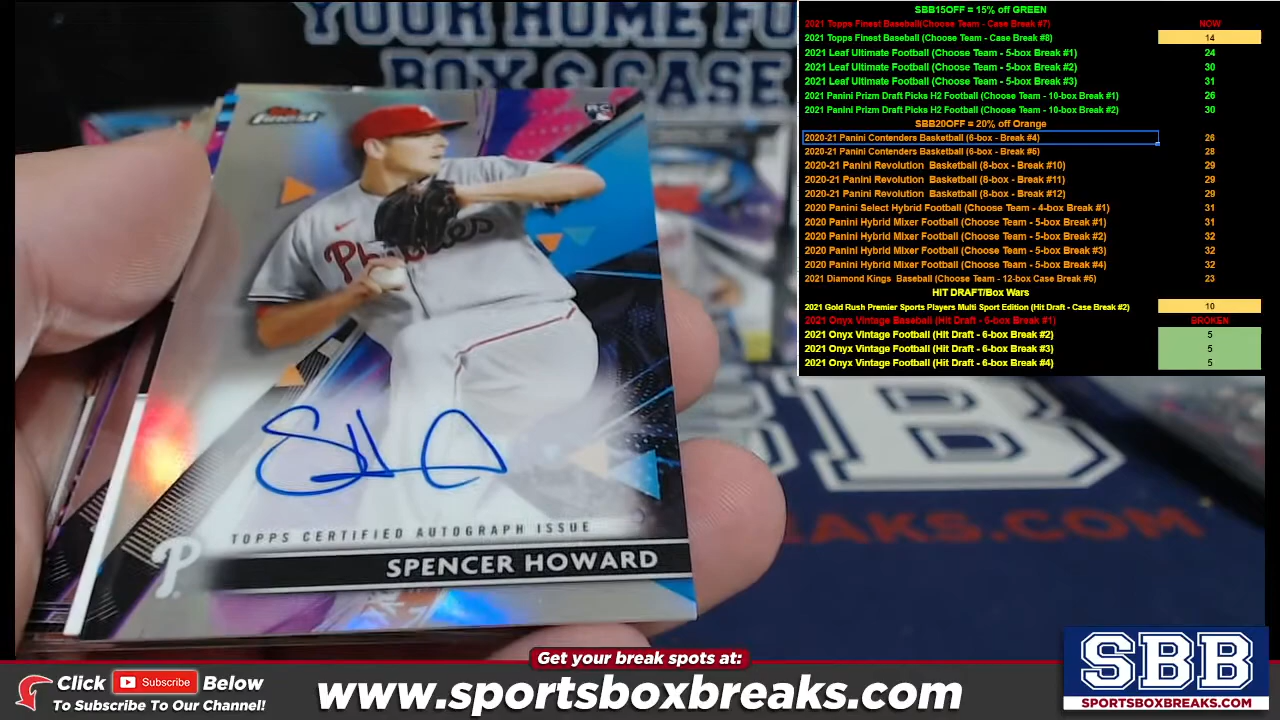 YOUR HOME FO
BOX & CASE
finest
RC
Phillies
TOPPS CERTIFIED AUTOGRAPH ISSUE
SPENCER HOWARD
P
SBB15OFF = 15% off GREEN
2021 Topps Finest Baseball(Choose Team - Case Break #7) NOW
2021 Topps Finest Baseball (Choose Team - Case Break #8) 14
2021 Leaf Ultimate Football (Choose Team - 5-box Break #1) 24
2021 Leaf Ultimate Football (Choose Team - 5-box Break #2) 30
2021 Leaf Ultimate Football (Choose Team - 5-box Break #3) 31
2021 Panini Prizm Draft Picks H2 Football (Choose Team - 10-box Break #1) 26
2021 Panini Prizm Draft Picks H2 Football (Choose Team - 10-box Break #2) 30
SBB20OFF = 20% off Orange
2020-21 Panini Contenders Basketball (6-box - Break #4) 26
2020-21 Panini Contenders Basketball (6-box - Break #5) 28
2020-21 Panini Revolution Basketball (8-box - Break #10) 29
2020-21 Panini Revolution Basketball (8-box - Break #11) 29
2020-21 Panini Revolution Basketball (8-box - Break #12) 29
2020 Panini Select Hybrid Football (Choose Team - 4-box Break #1) 31
2020 Panini Hybrid Mixer Football (Choose Team - 5-box Break #1) 31
2020 Panini Hybrid Mixer Football (Choose Team - 5-box Break #2) 32
2020 Panini Hybrid Mixer Football (Choose Team - 5-box Break #3) 32
2020 Panini Hybrid Mixer Football (Choose Team - 5-box Break #4) 32
2021 Diamond Kings Baseball (Choose Team - 12-box Case Break #6) 23
HIT DRAFT/Box Wars
2021 Gold Rush Premier Sports Players Multi Sport Edition (Hit Draft - Case Break #2) 10
2021 Onyx Vintage Baseball (Hit Draft - 6-box Break #1) BROKEN
2021 Onyx Vintage Football (Hit Draft - 6-box Break #2) 5
2021 Onyx Vintage Football (Hit Draft - 6-box Break #3) 5
2021 Onyx Vintage Football (Hit Draft - 6-box Break #4) 5
B
AKS.COM
Get your break spots at:
Click Subscribe Below
To Subscribe To Our Channel!
www.sportsboxbreaks.com
SBB
SPORTSBOXBREAKS.COM